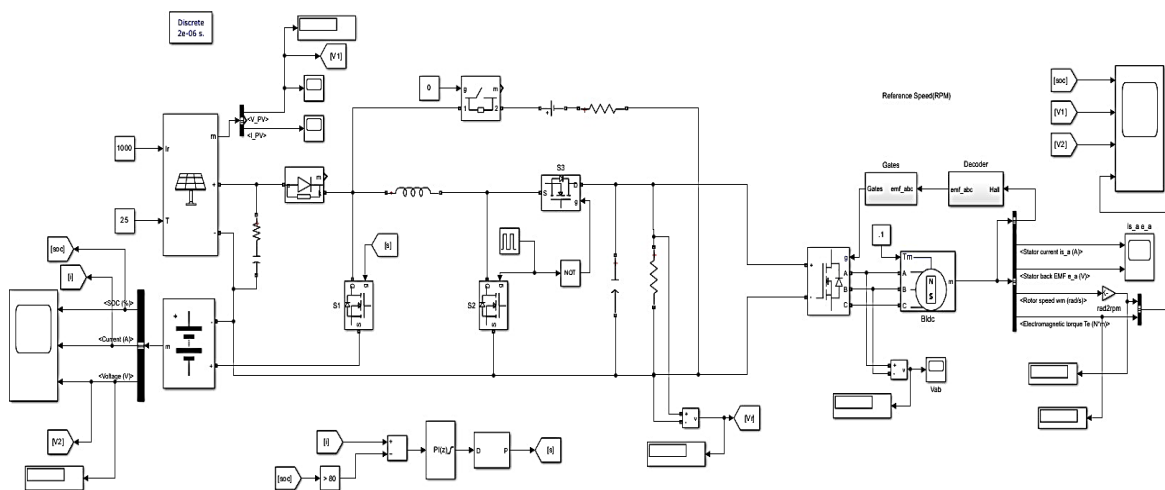 Discrete
2e-06 s.
[V1]
<V_PV>
<I_PV>
1000
Ir
25
T
m
+
-
m
0
g
m
1
2
S3
S
D
g
[s]
S1
S2
NOT
[soc]
[i]
<SOC (%)>
<Current (A)>
<Voltage (V)>
[V2]
+
m
-
+
[i]
[soc]
> 80
+
-
PI(z)
D
P
[s]
+
-
v
[Vr]
Reference Speed(RPM)
Gates
Gates
emf_abc
Decoder
emf_abc
Hall
.1
g
+
-
A
B
C
Tm
A
B
C
N
S
m
Bldc
<Stator current is_a (A)>
<Stator back EMF e_a (V)>
<Rotor speed wm (rad/s)>
<Electromagnetic torque Te (N*m)>
rad2rpm
is_a e_a
+
-
v
Vab
[soc]
[V1]
[V2]